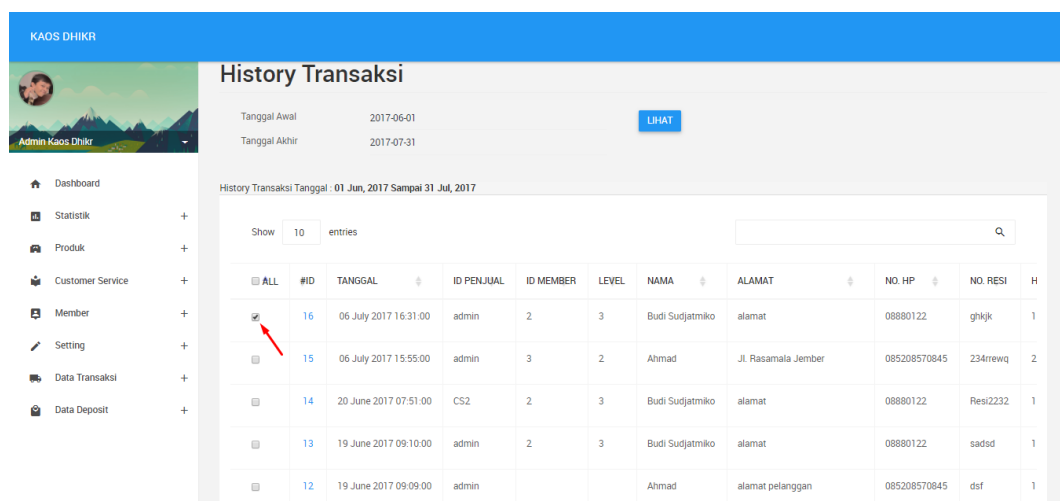 KAOS DHIKR
Admin Kaos Dhikr
Dashboard
Statistik +
Produk +
Customer Service +
Member +
Setting +
Data Transaksi +
Data Deposit +
History Transaksi
Tanggal Awal 2017-06-01
Tanggal Akhir 2017-07-31
LIHAT
History Transaksi Tanggal : 01 Jun, 2017 Sampai 31 Jul, 2017
Show 10 entries
ALL #ID TANGGAL ID PENJUAL ID MEMBER LEVEL NAMA ALAMAT NO. HP NO. RESI H
16 06 July 2017 16:31:00 admin 2 3 Budi Sudjatmiko alamat 08880122 ghkjk 1
15 06 July 2017 15:55:00 admin 3 2 Ahmad Jl. Rasamala Jember 085208570845 234rrewq 2
14 20 June 2017 07:51:00 CS2 2 3 Budi Sudjatmiko alamat 08880122 Resi2232 1
13 19 June 2017 09:10:00 admin 2 3 Budi Sudjatmiko alamat 08880122 sadsd 1
12 19 June 2017 09:09:00 admin Ahmad alamat pelanggan 085208570845 dsf 1